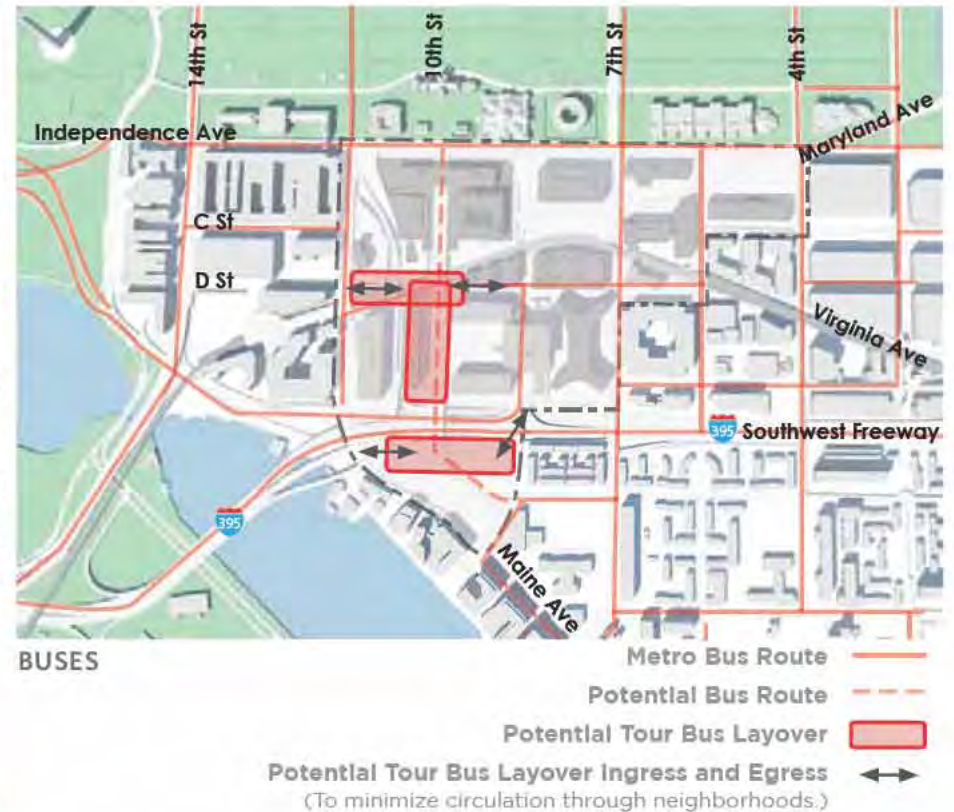 14th St
10th St
7th St
4th St
Independence Ave
Maryland Ave
C St
D St
Virginia Ave
395
Southwest Freeway
395
Maine Ave
BUSES
Metro Bus Route
Potential Bus Route
Potential Tour Bus Layover
Potential Tour Bus Layover Ingress and Egress
(To minimize circulation through neighborhoods.)